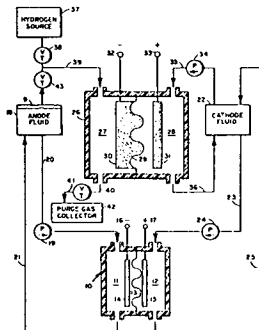 37
HYDROGEN
SOURCE
V
T
38
V
T
43
39
32
−
+
33
35
P
34
9
18
ANODE
FLUID
26
27
28
22
CATHODE
FLUID
30
29
31
20
41
V
T
40
42
PURGE GAS
COLLECTOR
36
23
16
−
+
17
P
19
24
P
21
25
10
11
12
14
13
15